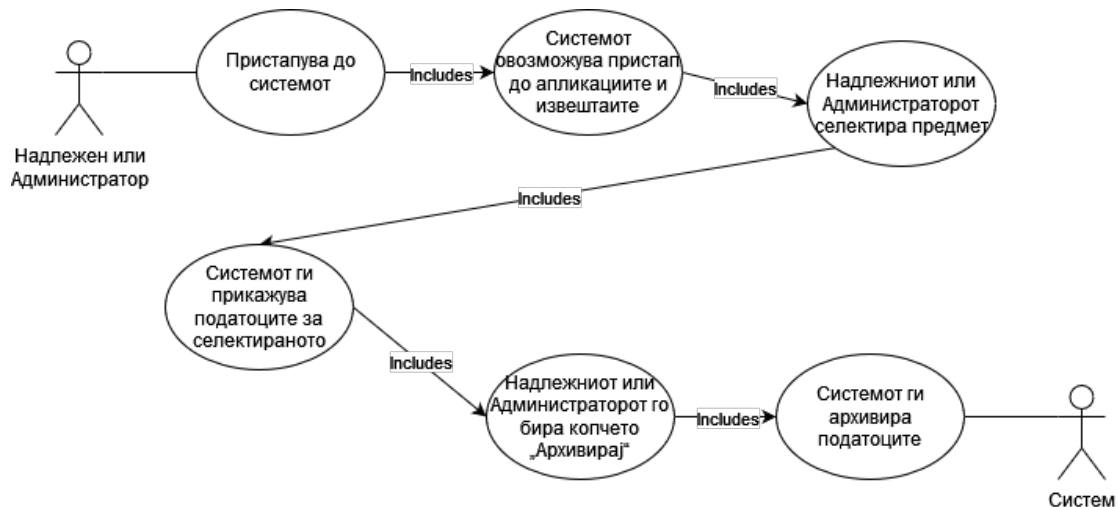 Надлежен или
Администратор
Пристапува до
системот
Includes
Системот
овозможува пристап
до апликациите и
извештаите
Includes
Надлежниот или
Администраторот
селектира предмет
Includes
Системот ги
прикажува
податоците за
селектираното
Includes
Надлежниот или
Администраторот го
бира копчето
„Архивирај“
Includes
Системот ги
архивира
податоците
Систем